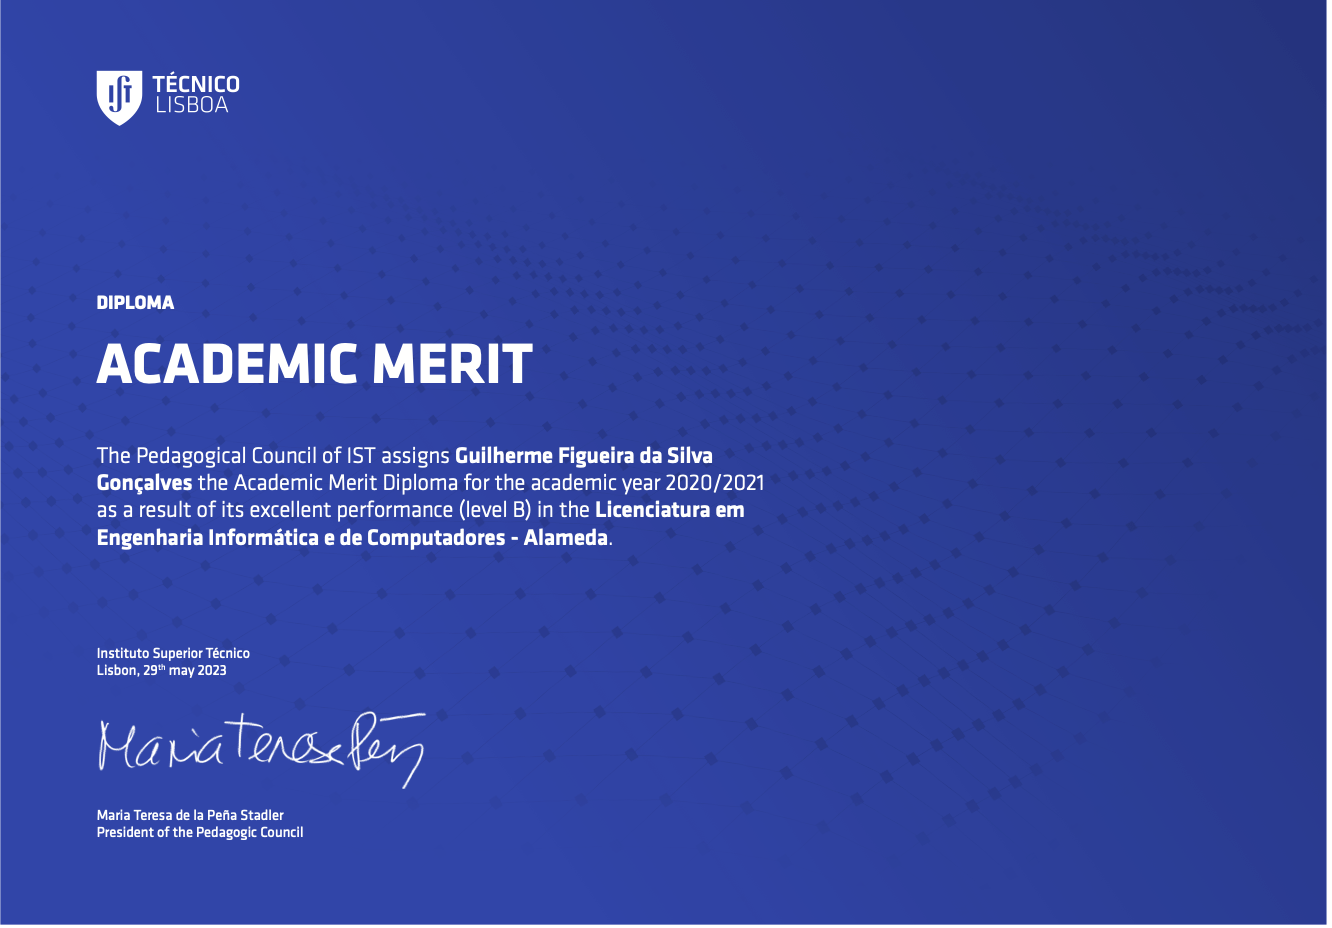 TÉCNICO
LISBOA
DIPLOMA
ACADEMIC MERIT
The Pedagogical Council of IST assigns Guilherme Figueira da Silva
Gonçalves the Academic Merit Diploma for the academic year 2020/2021
as a result of its excellent performance (level B) in the Licenciatura em
Engenharia Informática e de Computadores - Alameda.
Instituto Superior Técnico
Lisbon, 29th may 2023
Maria Teresa Peñ
Maria Teresa de la Peña Stadler
President of the Pedagogic Council